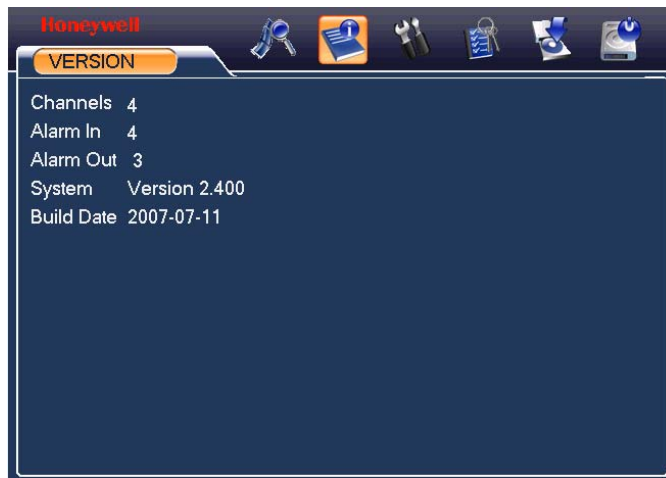 Honeywell
VERSION
Channels 4
Alarm In 4
Alarm Out 3
System Version 2.400
Build Date 2007-07-11